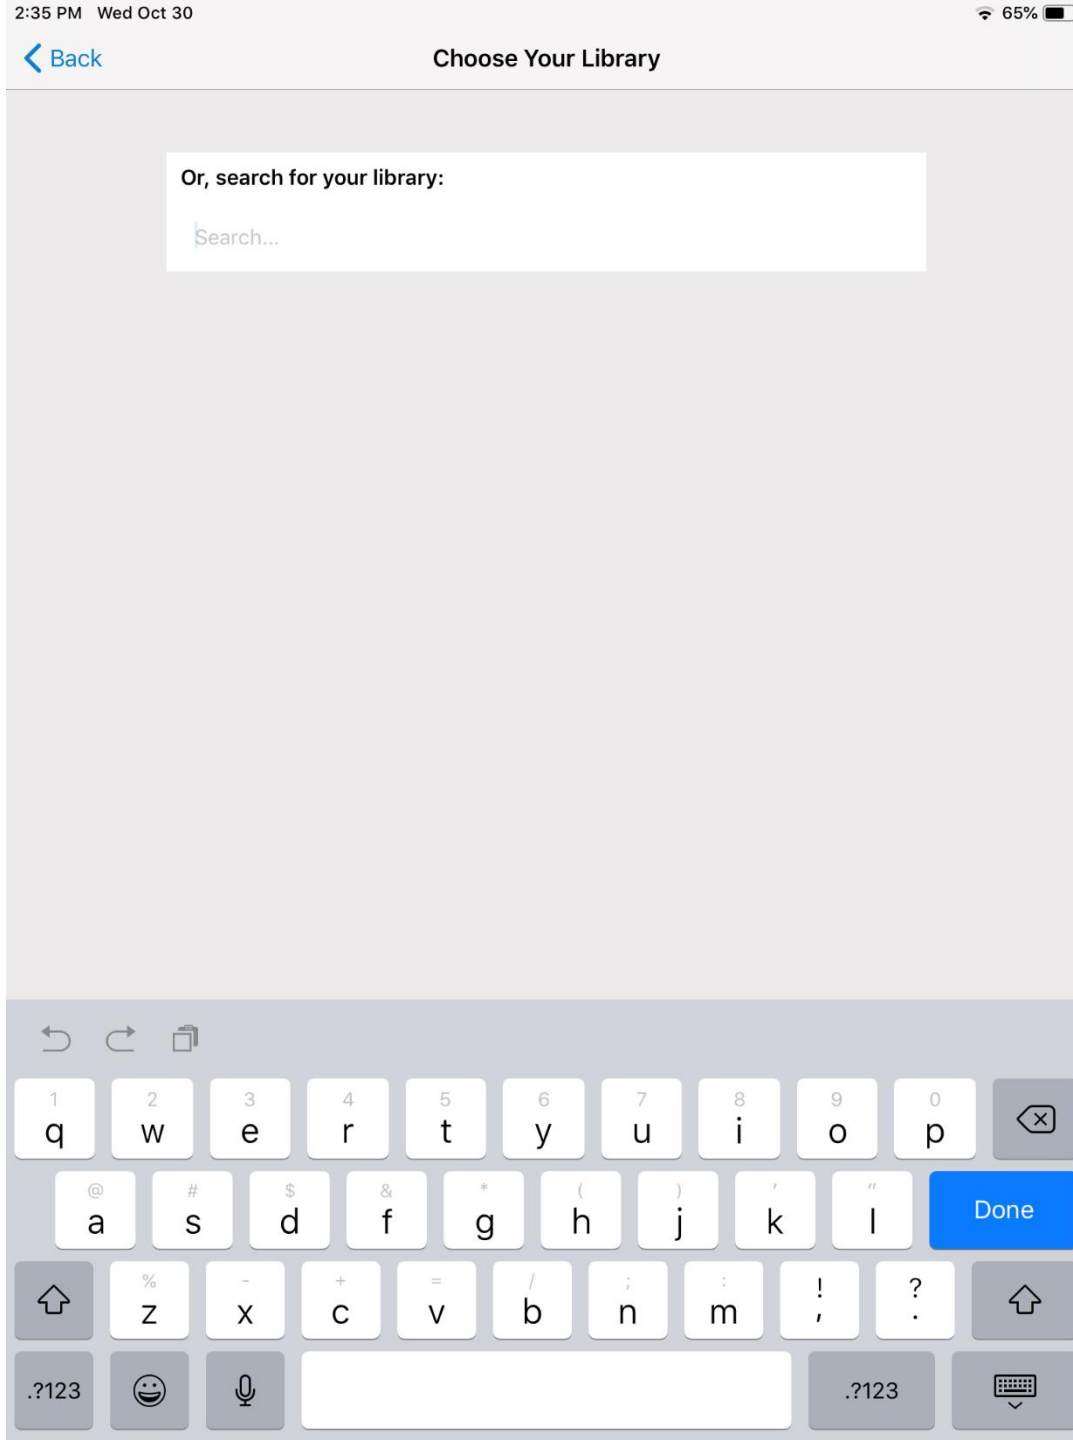 2:35 PM Wed Oct 30 65%
Back Choose Your Library
Or, search for your library:
Search...
1 2 3 4 5 6 7 8 9 0
q w e r t y u i o p
@ # $ & * ( ) ' "
a s d f g h j k l Done
% - + = / ; : ! ?
z x c v b n m , .
.?123 .?123